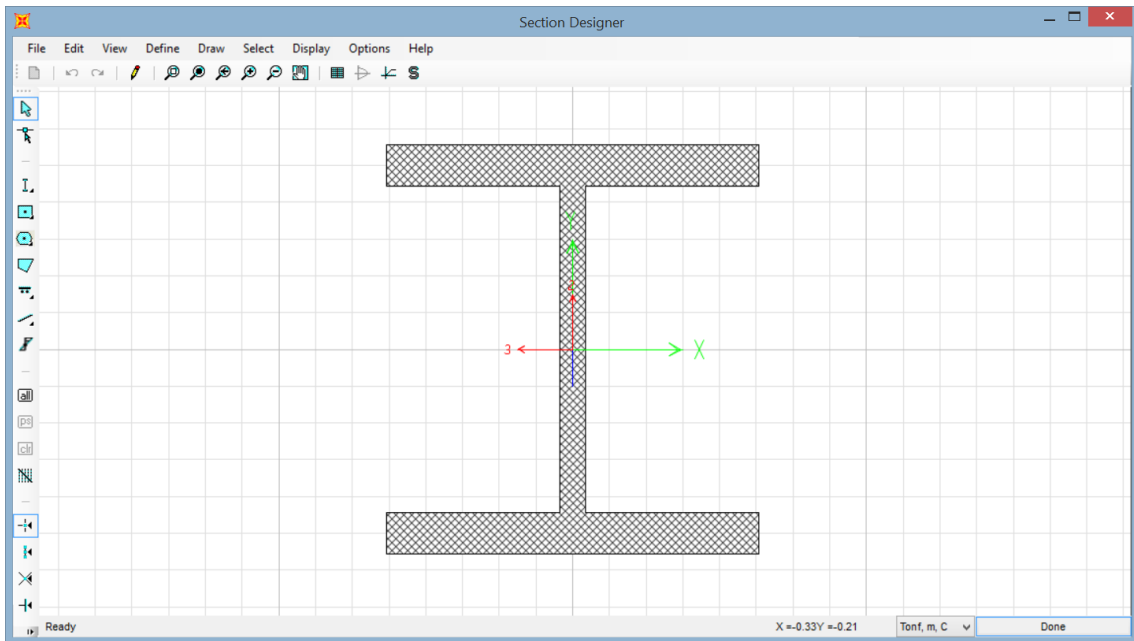 Section Designer
File Edit View Define Draw Select Display Options Help
Y
2
3
X
all
ps
clr
Ready X =-0.33Y =-0.21 Tonf, m, C Done